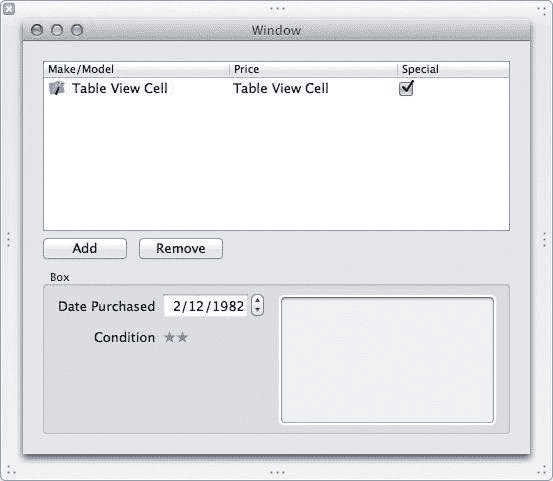 Window
Make/Model Price Special
Table View Cell Table View Cell
Add Remove
Box
Date Purchased 2/12/1982
Condition